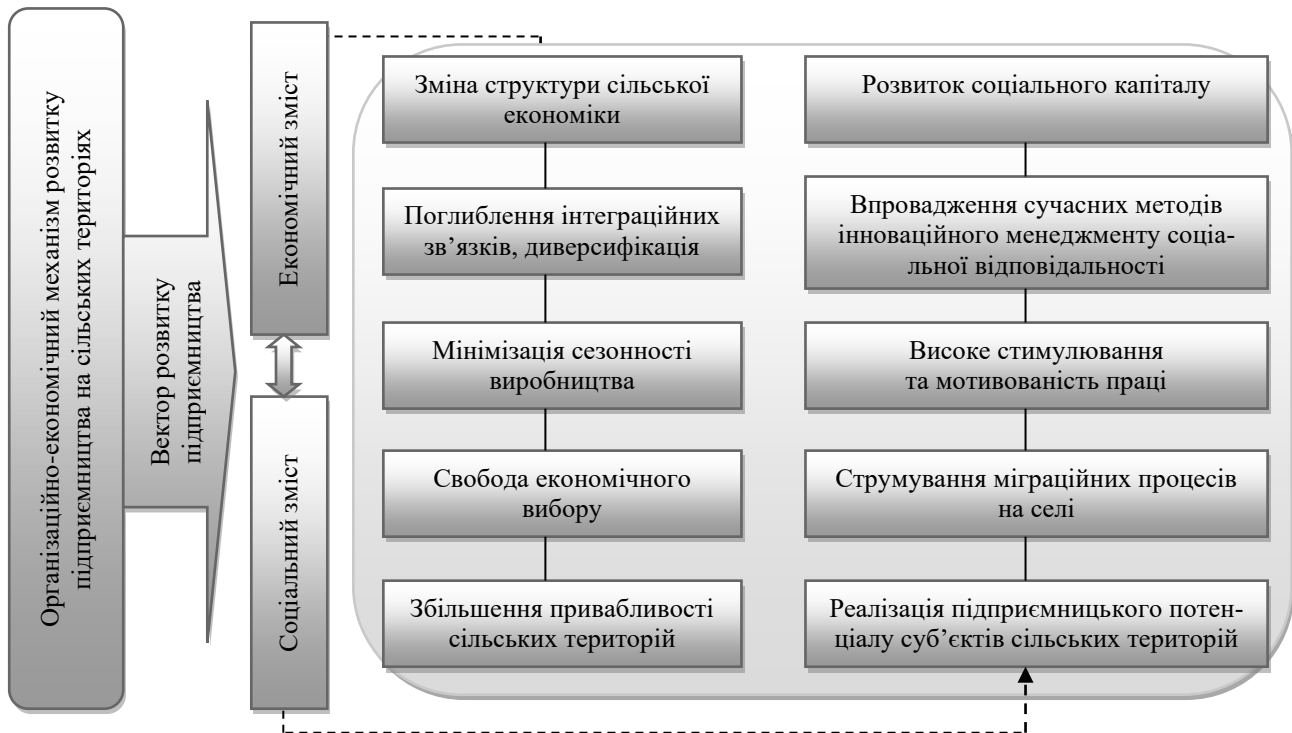 Організаційно-економічний механізм розвитку
підприємництва на сільських територіях
Вектор розвитку
підприємництва
Економічний зміст
Соціальний зміст
Зміна структури сільської
економіки
Поглиблення інтеграційних
зв’язків, диверсифікація
Мінімізація сезонності
виробництва
Свобода економічного
вибору
Збільшення привабливості
сільських територій
Розвиток соціального капіталу
Впровадження сучасних методів
інноваційного менеджменту соціа-
льної відповідальності
Високе стимулювання
та мотивованість праці
Струмування міграційних процесів
на селі
Реалізація підприємницького потен-
ціалу суб’єктів сільських територій